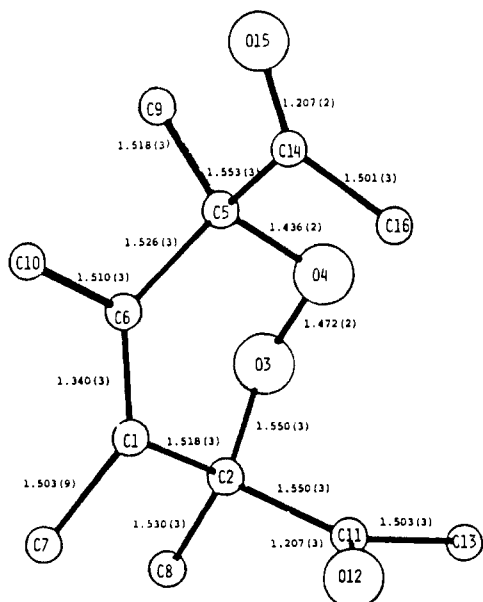 O15
C9
1.207(2)
1.518(3)
C14
1.553(3)
1.501(3)
C5
C16
1.436(2)
1.526(3)
C10
1.510(3)
O4
C6
1.472(2)
O3
1.340(3)
C1
1.518(3)
1.550(3)
C2
1.503(9)
1.550(3)
1.530(3)
C11
1.503(3)
C7
1.207(3)
C13
C8
O12